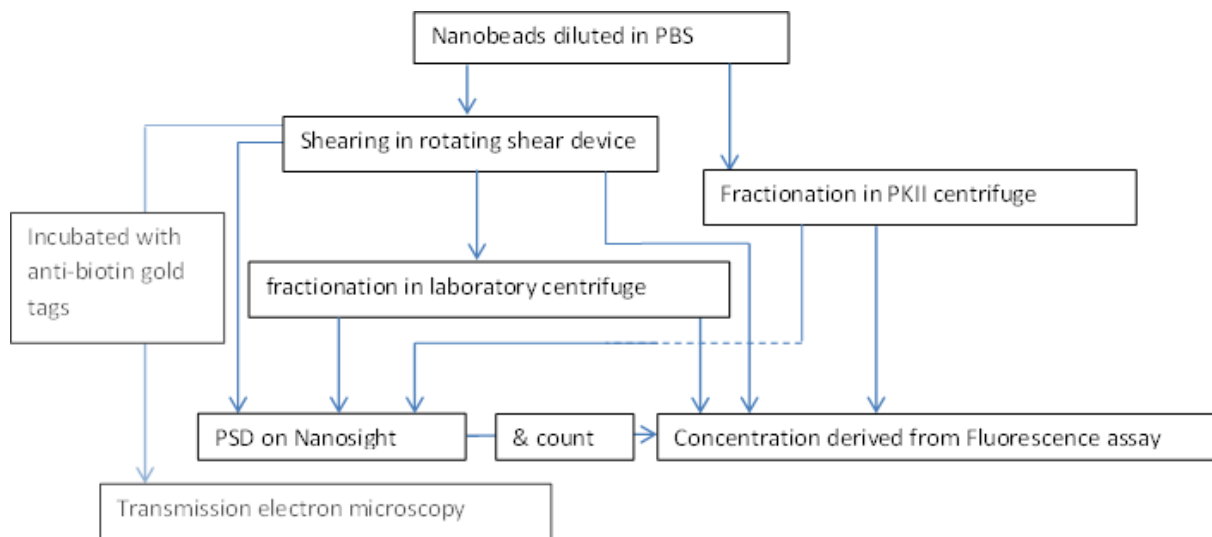 Nanobeads diluted in PBS
Shearing in rotating shear device
Fractionation in PKII centrifuge
Incubated with
anti-biotin gold
tags
fractionation in laboratory centrifuge
PSD on Nanosight
& count
Concentration derived from Fluorescence assay
Transmission electron microscopy